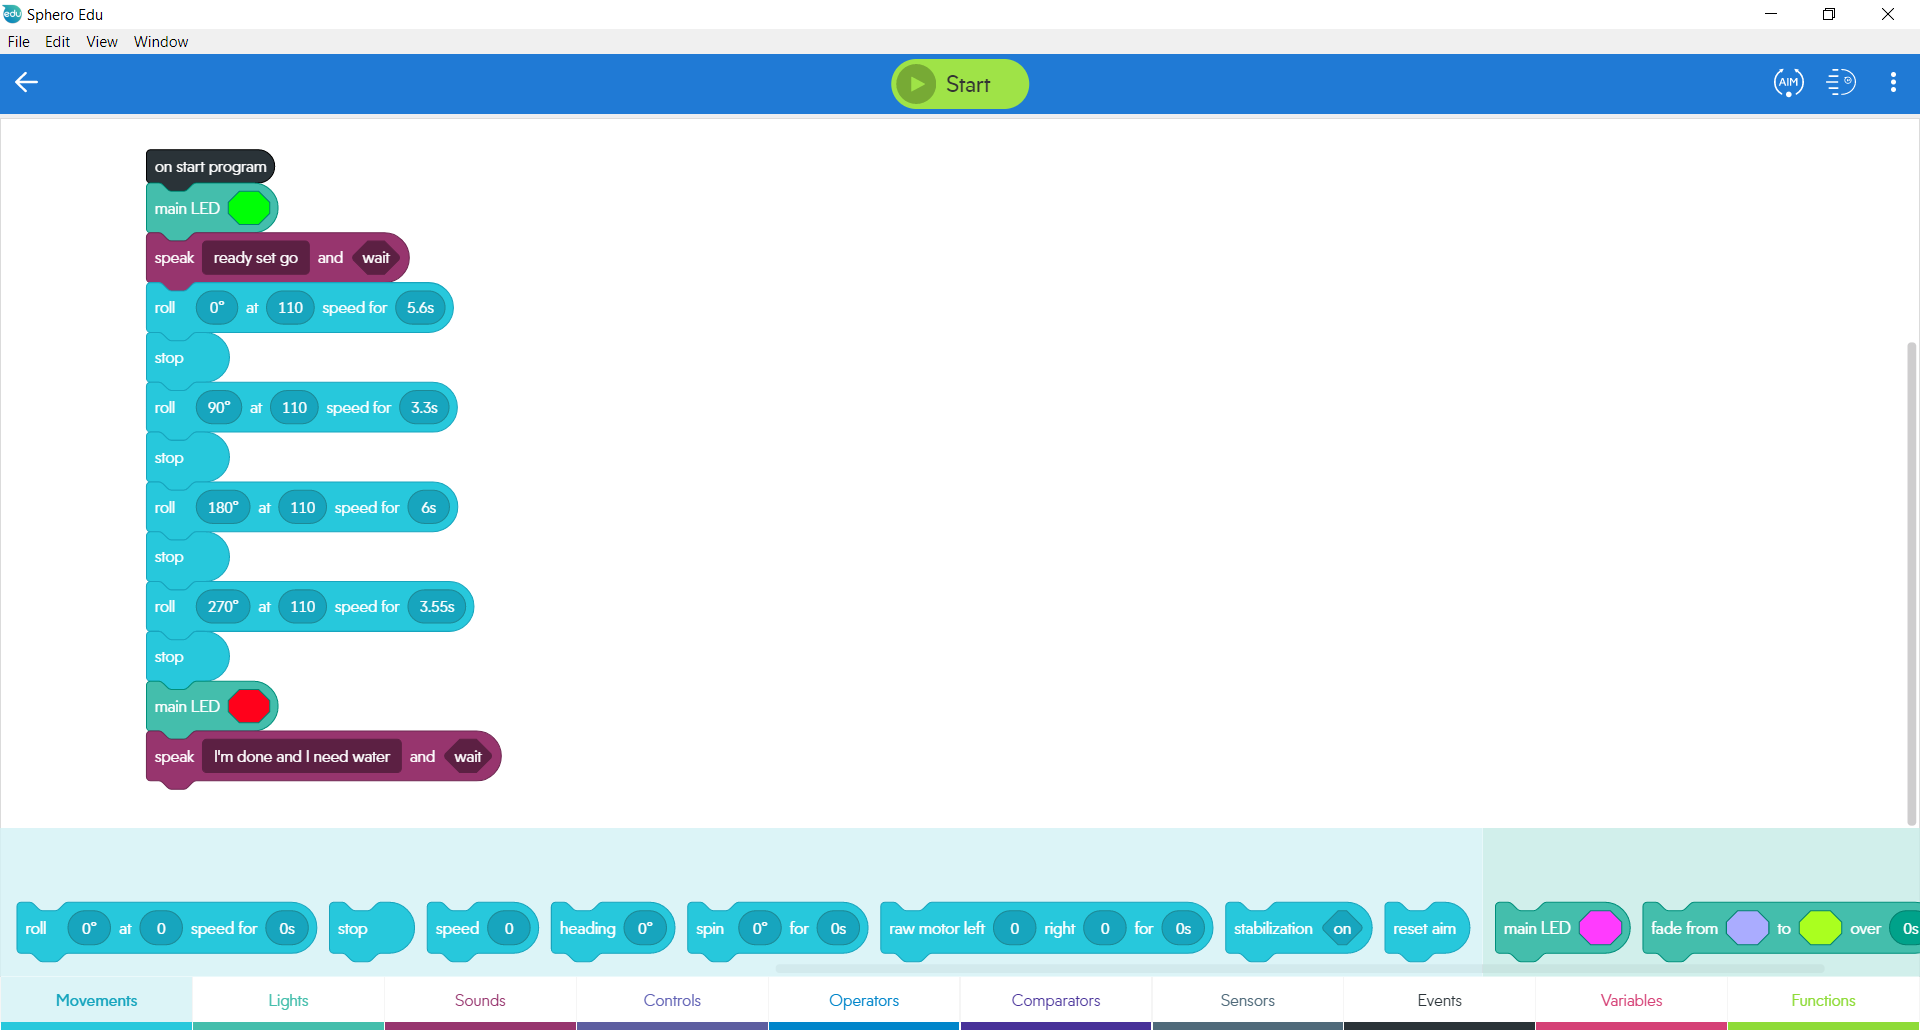 edu Sphero Edu
File Edit View Window
Start
AIM
on start program
main LED
speak ready set go and wait
roll 0° at 110 speed for 5.6s
stop
roll 90° at 110 speed for 3.3s
stop
roll 180° at 110 speed for 6s
stop
roll 270° at 110 speed for 3.55s
stop
main LED
speak I'm done and I need water and wait
roll 0° at 0 speed for 0s stop speed 0 heading 0° spin 0° for 0s raw motor left 0 right 0 for 0s stabilization on reset aim main LED fade from to over 0s
Movements Lights Sounds Controls Operators Comparators Sensors Events Variables Functions